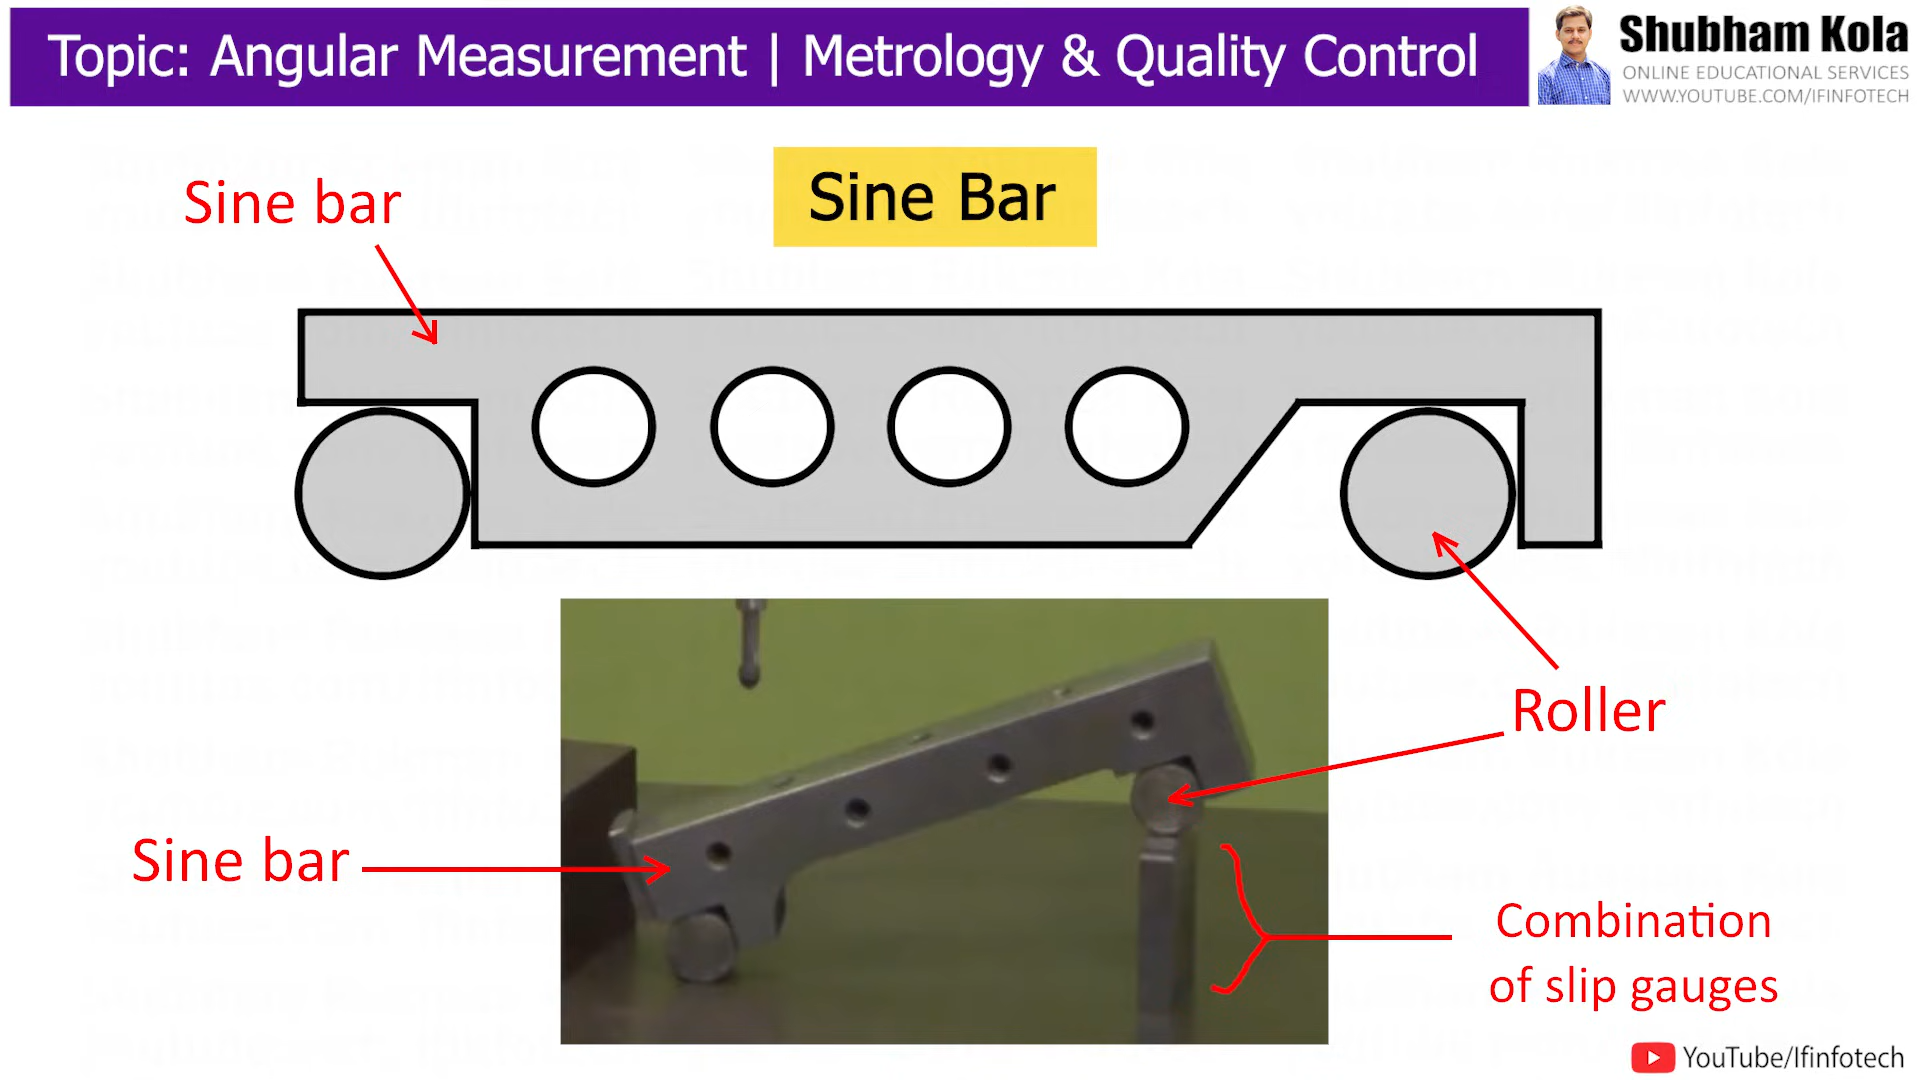 Topic: Angular Measurement | Metrology & Quality Control
Shubham Kola
ONLINE EDUCATIONAL SERVICES
WWW.YOUTUBE.COM/IFINFOTECH
Sine Bar
Sine bar
Roller
Sine bar
Combination
of slip gauges
YouTube/Ifinfotech